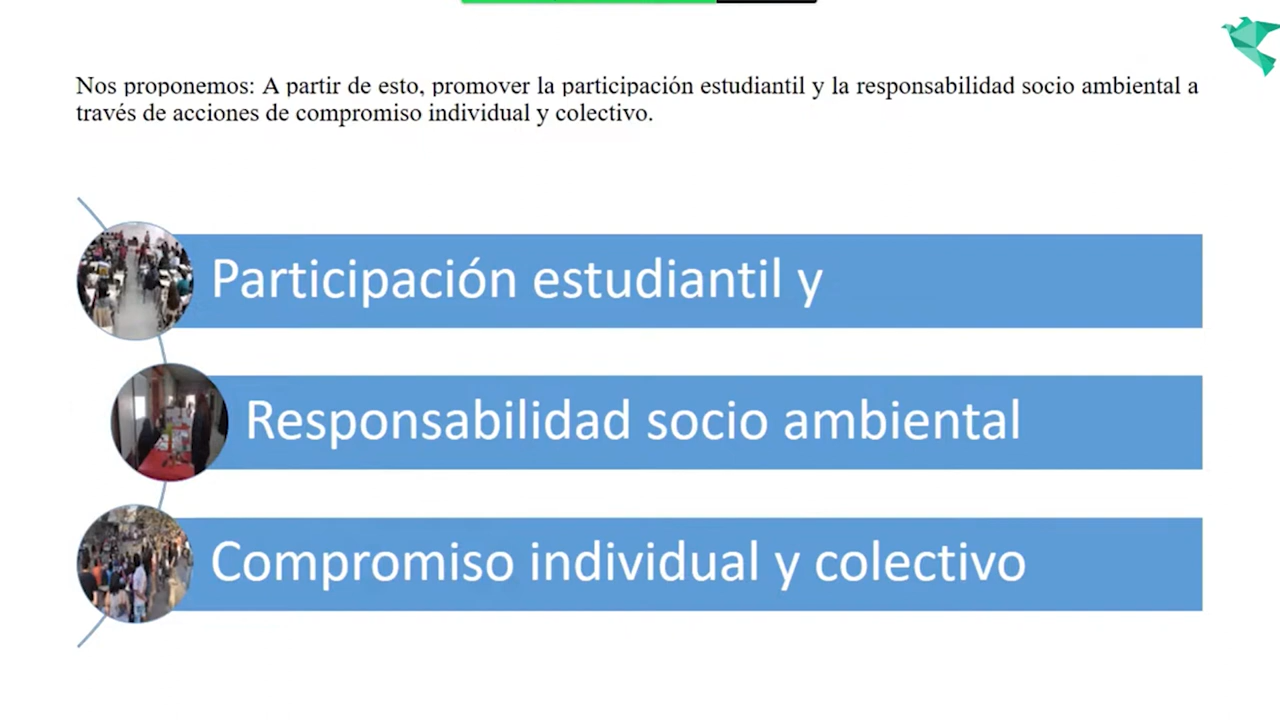 Nos proponemos: A partir de esto, promover la participación estudiantil y la responsabilidad socio ambiental a
través de acciones de compromiso individual y colectivo.
Participación estudiantil y
Responsabilidad socio ambiental
Compromiso individual y colectivo